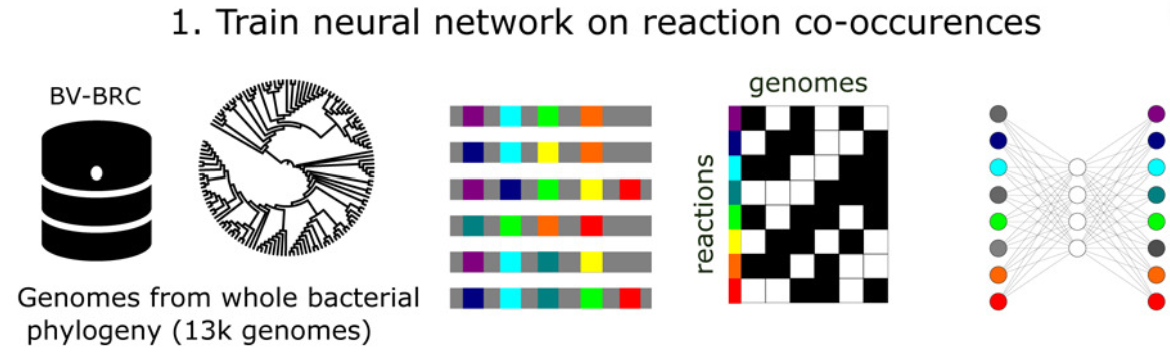 1. Train neural network on reaction co-occurences
BV-BRC
genomes
reactions
Genomes from whole bacterial
phylogeny (13k genomes)